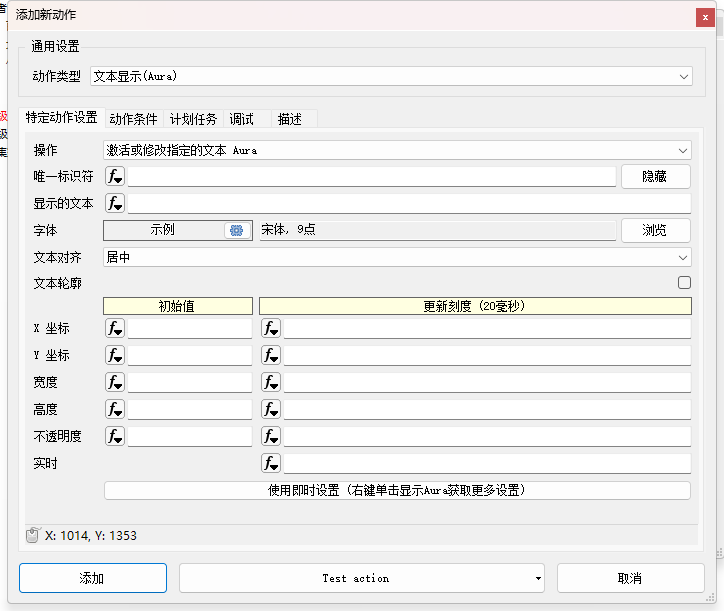 添加新动作
x
通用设置
动作类型 文本显示(Aura)
特定动作设置 动作条件 计划任务 调试 描述
操作 激活或修改指定的文本 Aura
唯一标识符 f 隐藏
显示的文本 f
字体 示例 宋体, 9点 浏览
文本对齐 居中
文本轮廓
初始值 更新刻度 (20毫秒)
X 坐标 f f
Y 坐标 f f
宽度 f f
高度 f f
不透明度 f f
实时 f
使用即时设置 (右键单击显示Aura获取更多设置)
X: 1014, Y: 1353
添加 Test action 取消